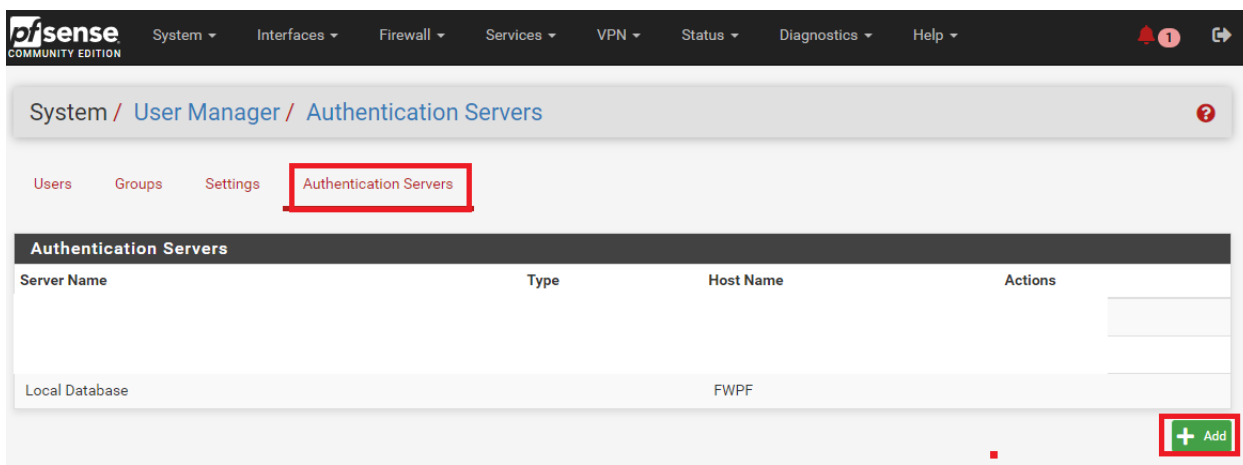 pfsense System Interfaces Firewall Services VPN Status Diagnostics Help 1
COMMUNITY EDITION
System / User Manager / Authentication Servers
Users Groups Settings Authentication Servers
Authentication Servers
Server Name Type Host Name Actions
Local Database FWPF
Add